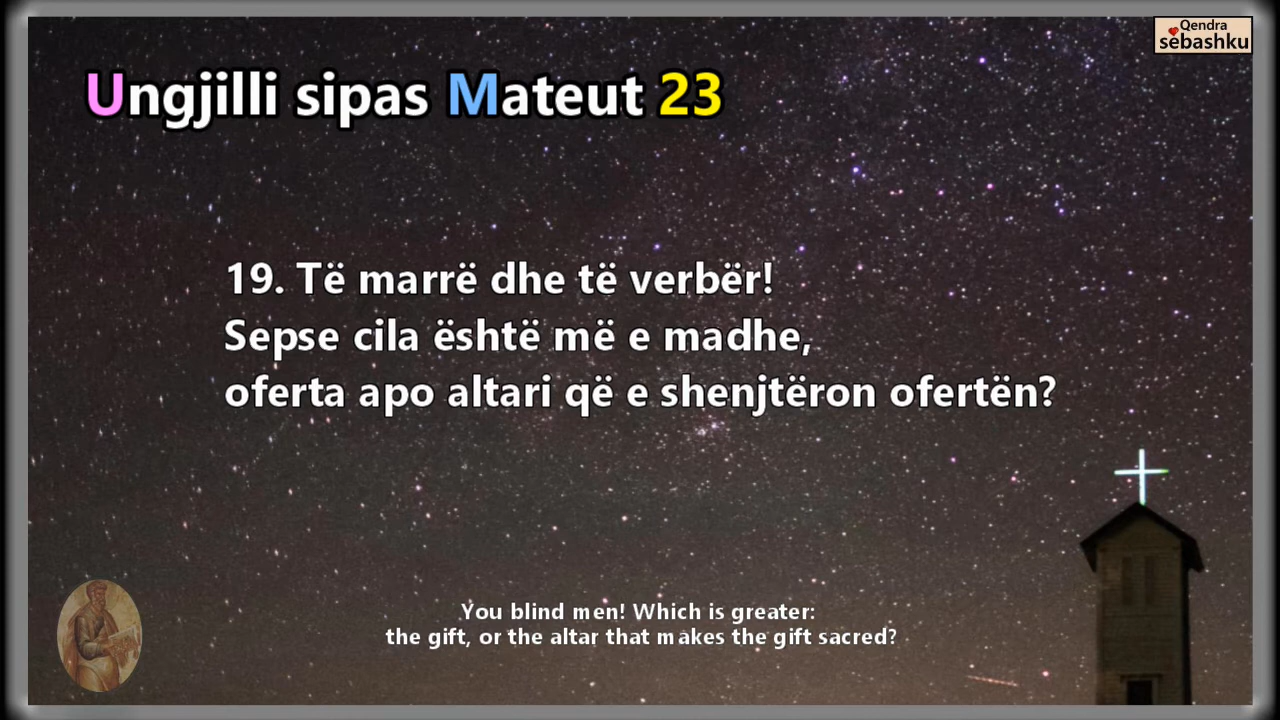 Qendra
sëbashku
Ungjilli sipas Mateut 23
19. Të marrë dhe të verbër!
Sepse cila është më e madhe,
oferta apo altari që e shenjtëron ofertën?
You blind men! Which is greater:
the gift, or the altar that makes the gift sacred?